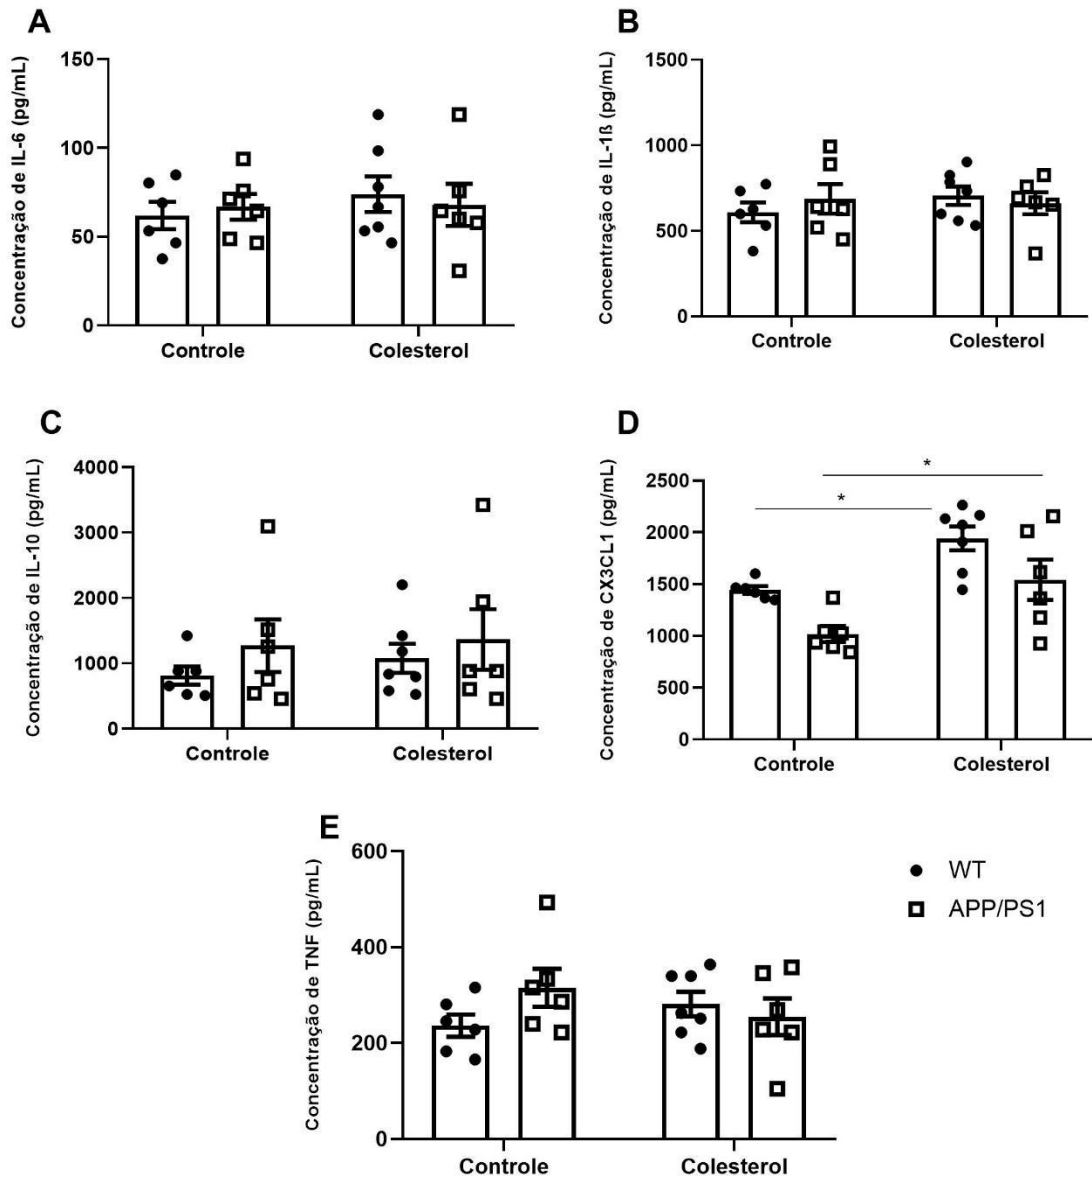 A
Concentração de IL-6 (pg/mL)
150
100
50
0
Controle
Colesterol
B
Concentração de IL-1ß (pg/mL)
1500
1000
500
0
Controle
Colesterol
C
Concentração de IL-10 (pg/mL)
4000
3000
2000
1000
0
Controle
Colesterol
D
Concentração de CX3CL1 (pg/mL)
2500
2000
1500
1000
500
0
*
*
Controle
Colesterol
E
Concentração de TNF (pg/mL)
600
400
200
0
Controle
Colesterol
WT
APP/PS1